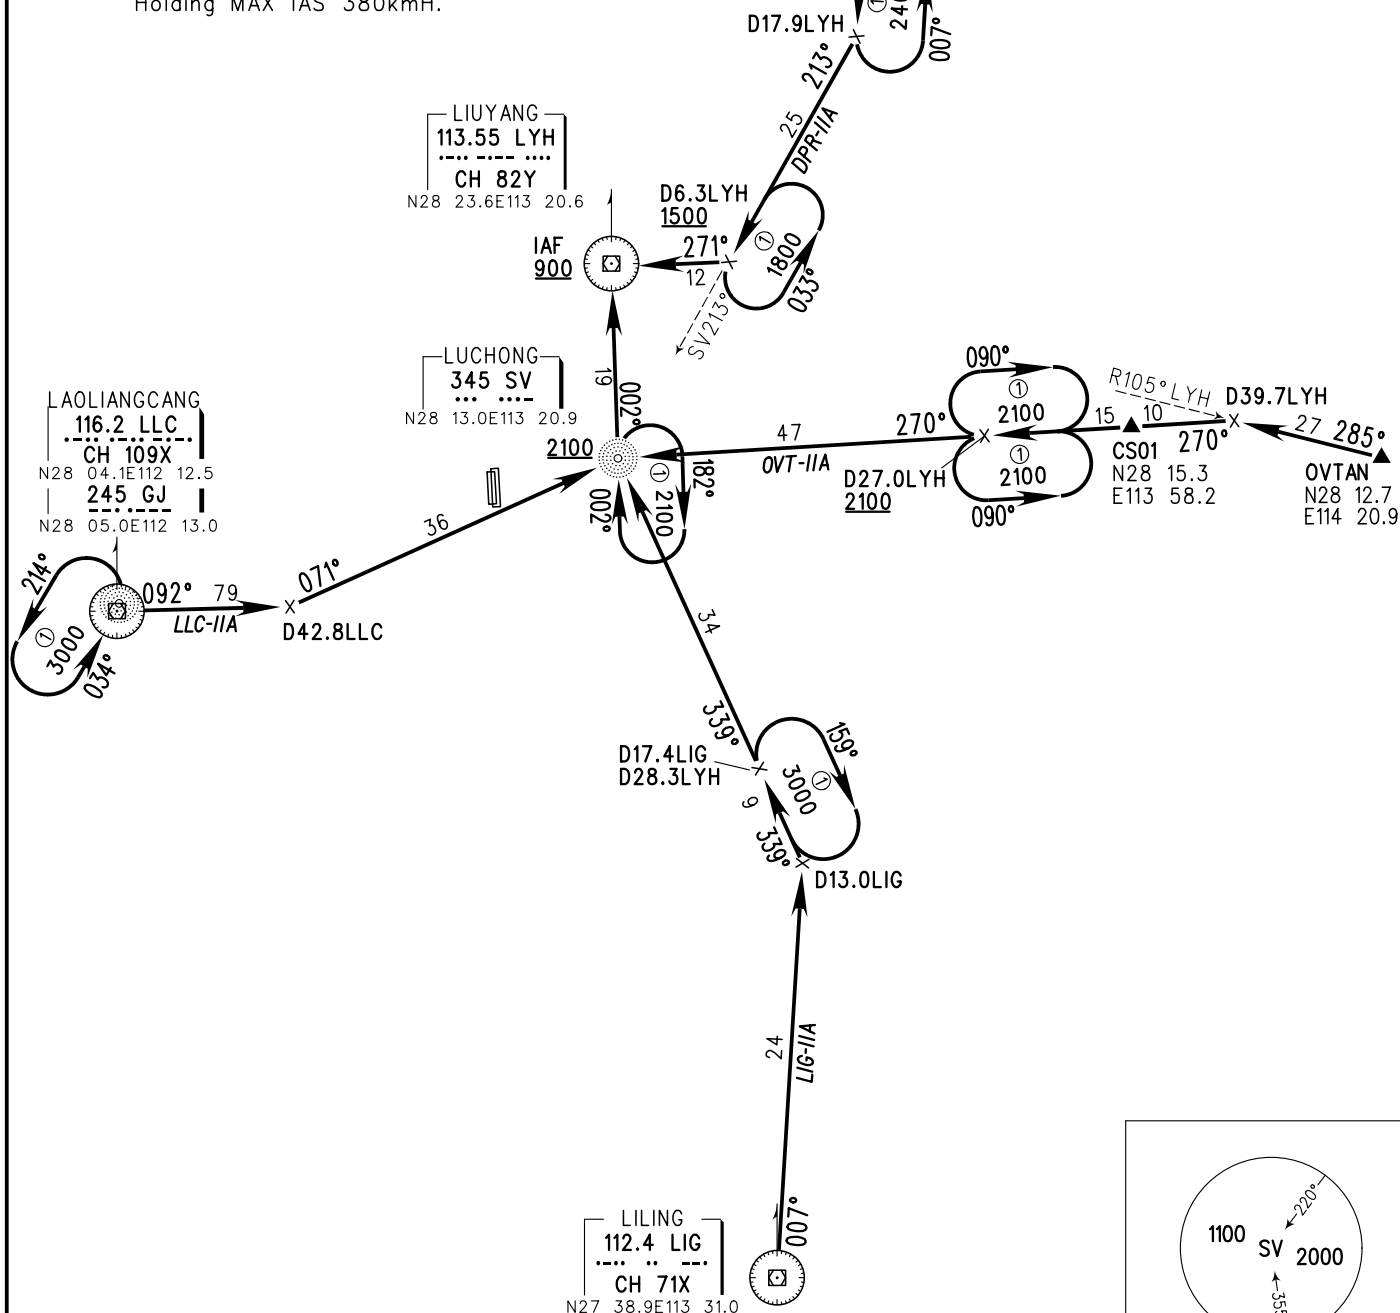 Holding MAX IAS 380kmH.
D17.9LYH
007°
213°
25
DPR-IIA
LIUYANG
113.55 LYH
CH 82Y
N28 23.6E113 20.6
D6.3LYH
1500
IAF
900
271°
12
① 1800
033°
SV213°
LUCHONG
345 SV
N28 13.0E113 20.9
19
002°
2100
182°
① 2100
002°
47
OVT-IIA
270°
090°
① 2100
① 2100
090°
D27.0LYH
2100
R105°LYH
15
10
270°
D39.7LYH
27
285°
CS01
N28 15.3
E113 58.2
OVTAN
N28 12.7
E114 20.9
LAOLIANGCANG
116.2 LLC
CH 109X
N28 04.1E112 12.5
245 GJ
N28 05.0E112 13.0
214°
① 3000
034°
092°
79
LLC-IIA
D42.8LLC
071°
36
34
339°
D17.4LIG
D28.3LYH
159°
① 3000
9
339°
D13.0LIG
24
LIG-IIA
007°
LILING
112.4 LIG
CH 71X
N27 38.9E113 31.0
220°
1100
SV
2000